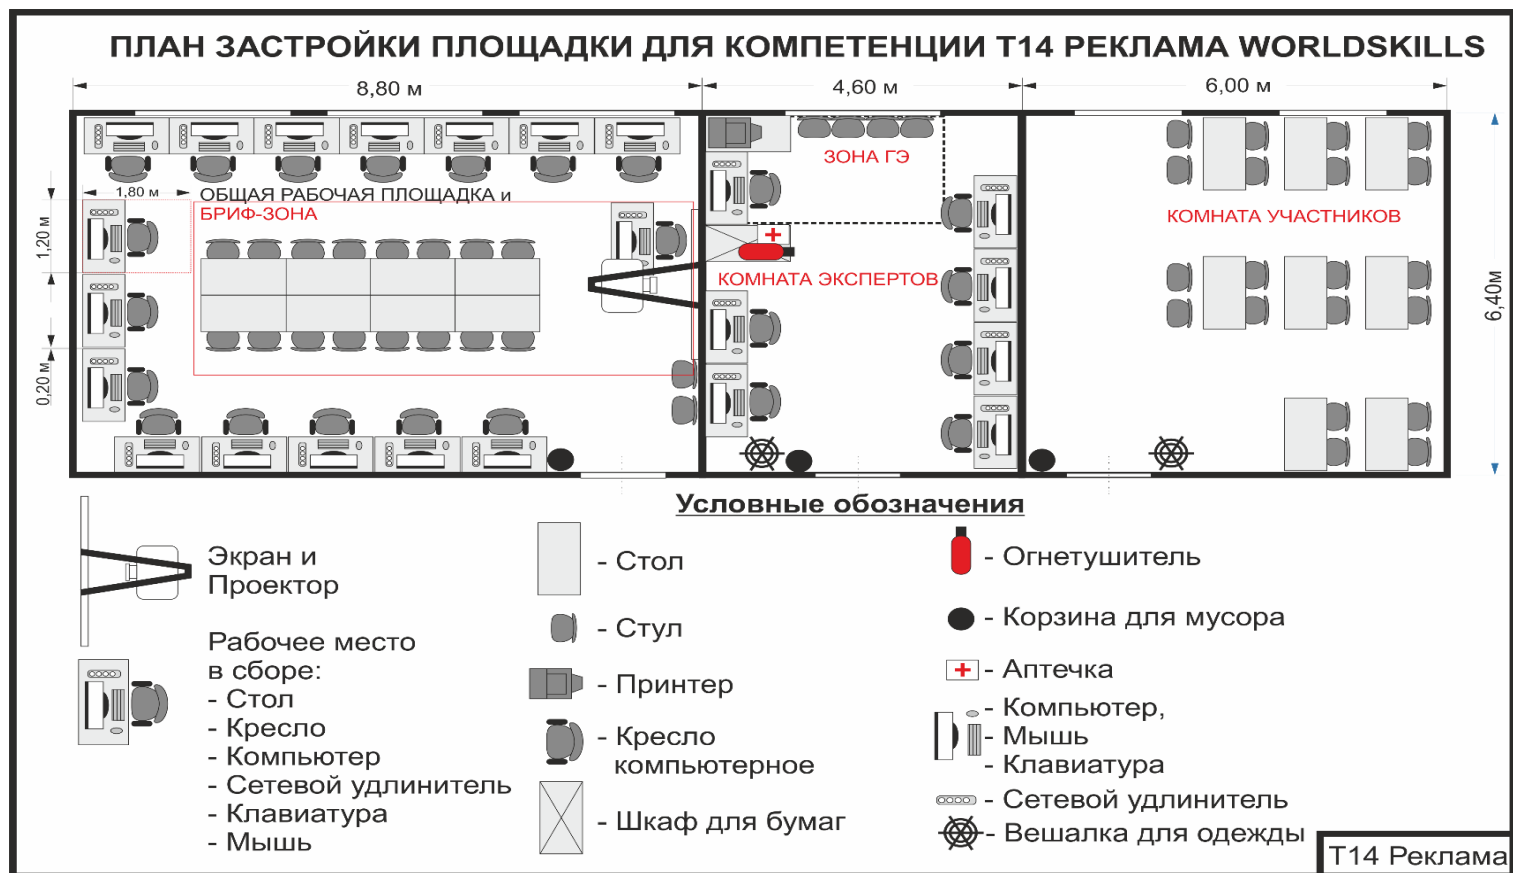 ПЛАН ЗАСТРОЙКИ ПЛОЩАДКИ ДЛЯ КОМПЕТЕНЦИИ Т14 РЕКЛАМА WORLDSKILLS
8,80 м
4,60 м
6,00 м
ЗОНА ГЭ
1,80 м
ОБЩАЯ РАБОЧАЯ ПЛОЩАДКА и
БРИФ-ЗОНА
КОМНАТА УЧАСТНИКОВ
1,20 м
КОМНАТА ЭКСПЕРТОВ
6,40м
0,20 м
Условные обозначения
Экран и
Проектор
Рабочее место
в сборе:
- Стол
- Кресло
- Компьютер
- Сетевой удлинитель
- Клавиатура
- Мышь
- Стол
- Стул
- Принтер
- Кресло
компьютерное
- Шкаф для бумаг
- Огнетушитель
- Корзина для мусора
- Аптечка
- Компьютер,
- Мышь
- Клавиатура
- Сетевой удлинитель
- Вешалка для одежды
Т14 Реклама